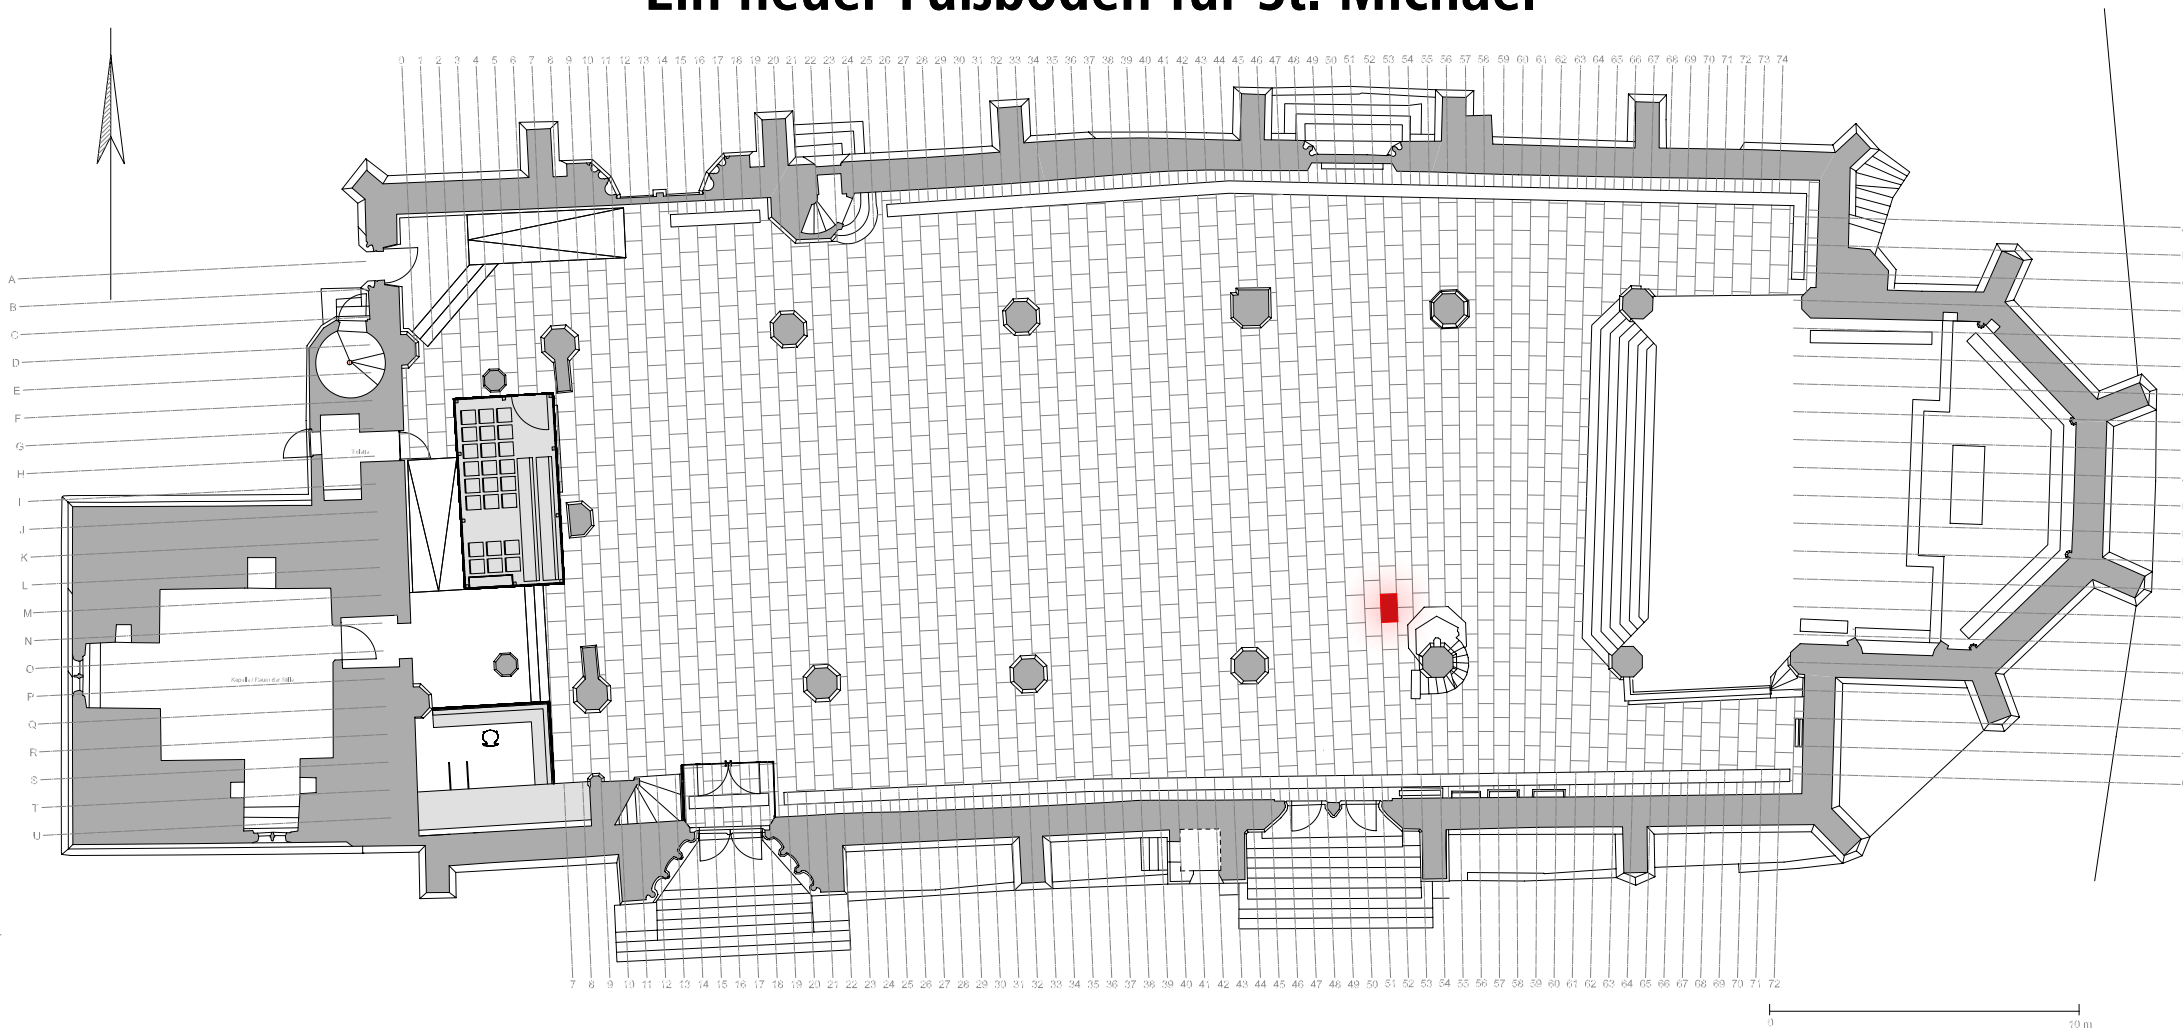 Ein neuer Fußboden für St. Michael
0 1 2 3 4 5 6 7 8 9 10 11 12 13 14 15 16 17 18 19 20 21 22 23 24 25 26 27 28 29 30 31 32 33 34 35 36 37 38 39 40 41 42 43 44 45 46 47 48 49 50 51 52 53 54 55 56 57 58 59 60 61 62 63 64 65 66 67 68 69 70 71 72 73 74
A
B
C
D
E
F
G
H
I
J
K
L
M
N
O
P
Q
R
S
T
U
7 8 9 10 11 12 13 14 15 16 17 18 19 20 21 22 23 24 25 26 27 28 29 30 31 32 33 34 35 36 37 38 39 40 41 42 43 44 45 46 47 48 49 50 51 52 53 54 55 56 57 58 59 60 61 62 63 64 65 66 67 68 69 70 71 72
0 10 m